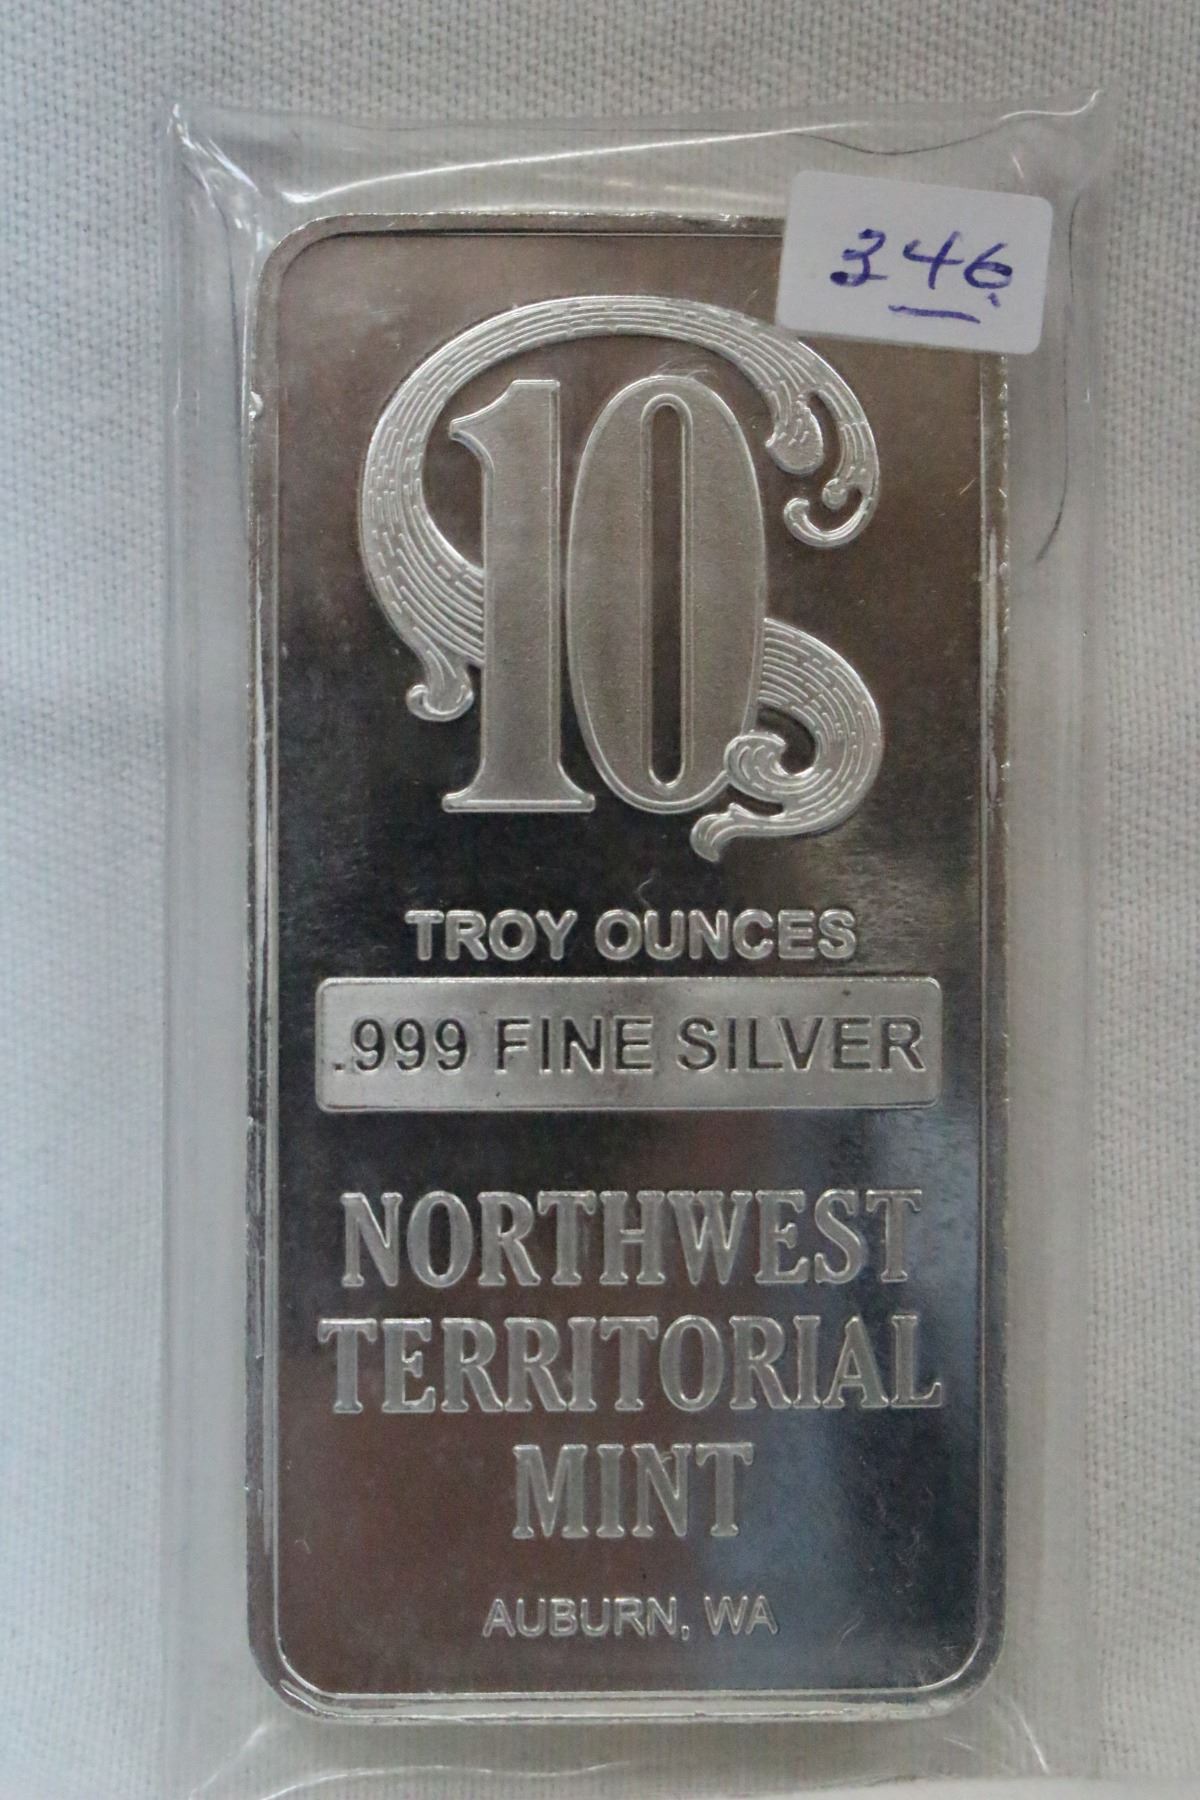 346
10
TROY OUNCES
.999 FINE SILVER
NORTHWEST
TERRITORIAL
MINT
AUBURN, WA